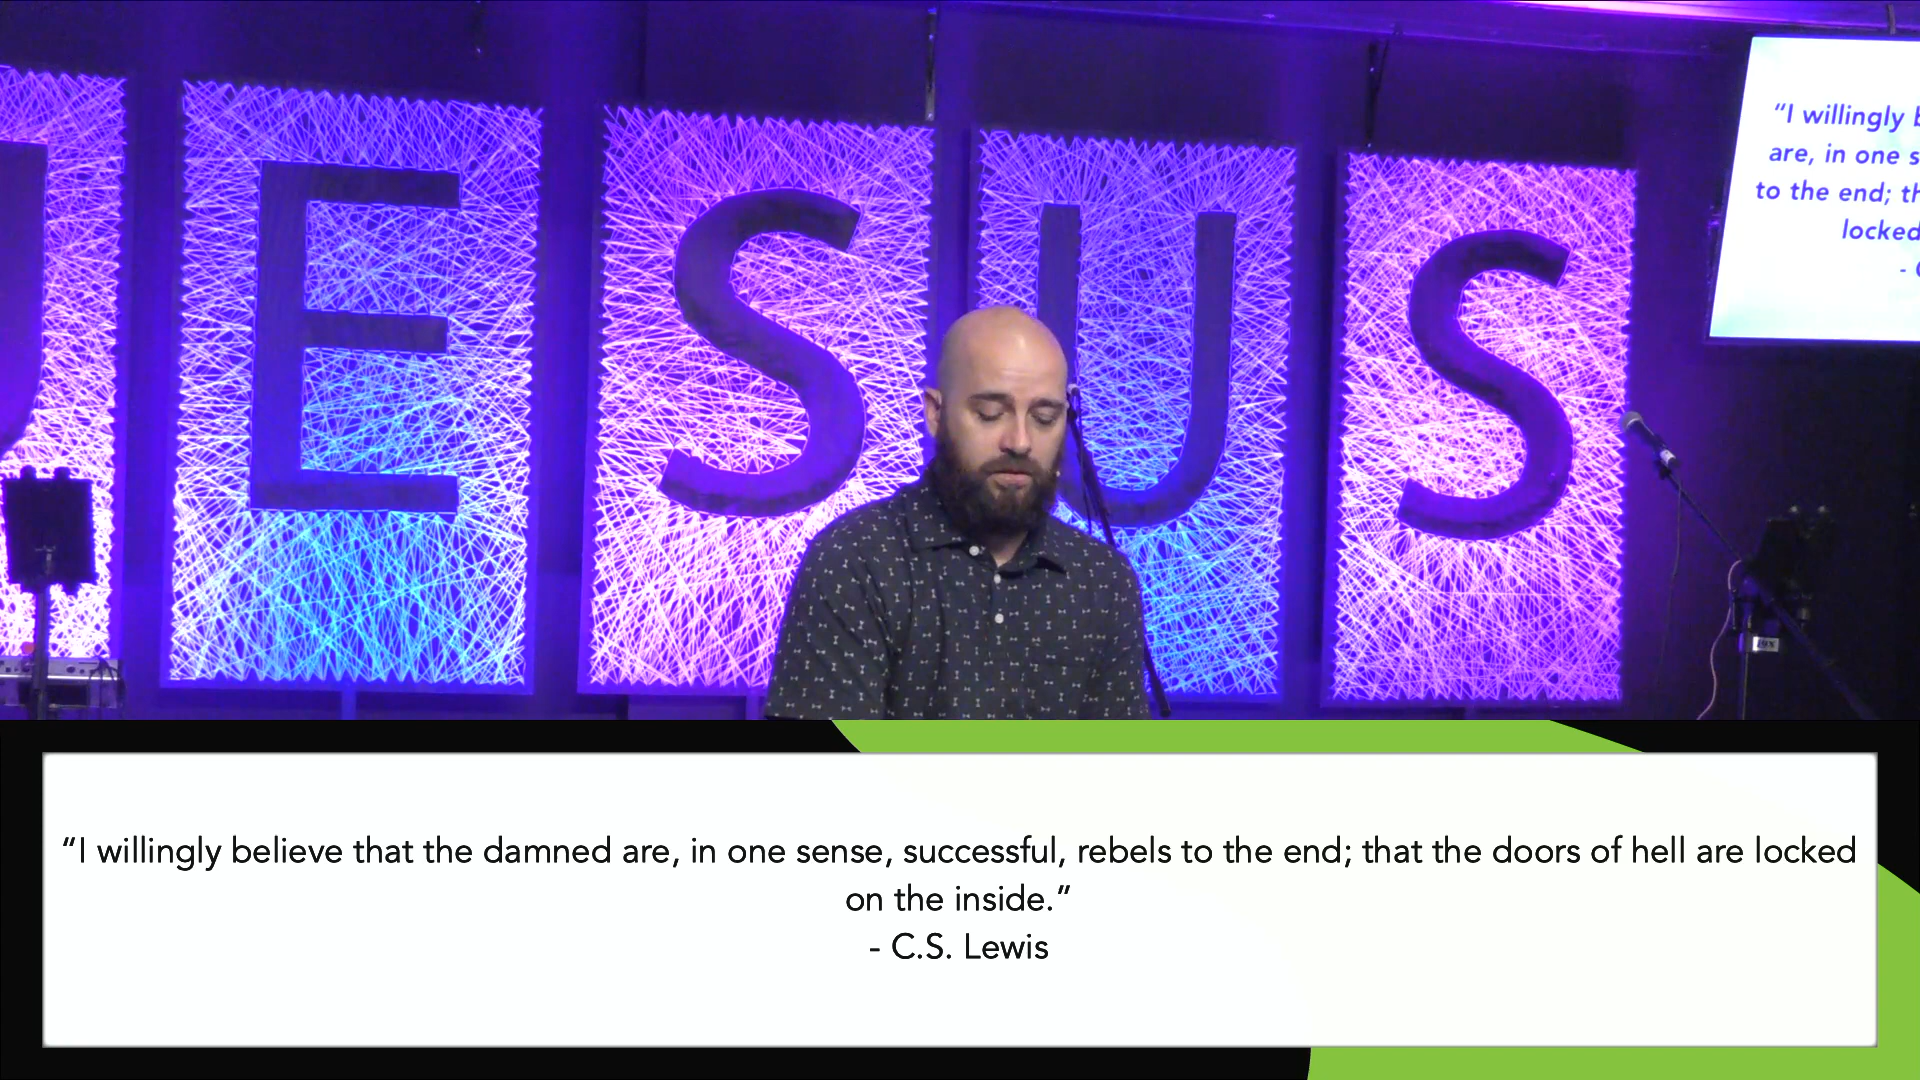 JESUS
“I willingly
are, in one
to the end;
locked
-
“I willingly believe that the damned are, in one sense, successful, rebels to the end; that the doors of hell are locked
on the inside.”
- C.S. Lewis